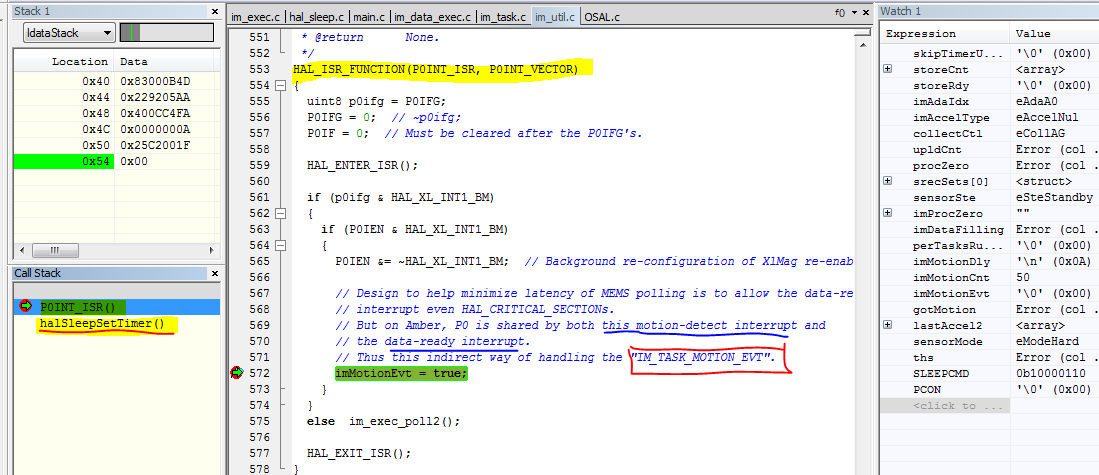 Stack 1
IdataStack
Location Data
0x40 0x83000B4D
0x44 0x229205AA
0x48 0x400CC4FA
0x4C 0x0000000A
0x50 0x25C2001F
0x54 0x00
Call Stack
P0INT_ISR()
halSleepSetTimer()
im_exec.c hal_sleep.c main.c im_data_exec.c im_task.c im_util.c OSAL.c
f0
551 * @return None.
552 */
553 HAL_ISR_FUNCTION(P0INT_ISR, P0INT_VECTOR)
554 {
555 uint8 p0ifg = P0IFG;
556 P0IFG = 0; // ~p0ifg;
557 P0IF = 0; // Must be cleared after the P0IFG's.
558
559 HAL_ENTER_ISR();
560
561 if (p0ifg & HAL_XL_INT1_BM)
562 {
563 if (P0IEN & HAL_XL_INT1_BM)
564 {
565 P0IEN &= ~HAL_XL_INT1_BM; // Background re-configuration of XlMag re-enab
566
567 // Design to help minimize latency of MEMS polling is to allow the data-re
568 // interrupt even HAL_CRITICAL_SECTIONs.
569 // But on Amber, P0 is shared by both this motion-detect interrupt and
570 // the data-ready interrupt.
571 // Thus this indirect way of handling the "IM_TASK_MOTION_EVT".
572 imMotionEvt = true;
573 }
574 }
575 else im_exec_poll2();
576
577 HAL_EXIT_ISR();
578 }
Watch 1
Expression Value
skipTimerU... '\0' (0x00)
storeCnt <array>
storeRdy '\0' (0x00)
imAdaIdx eAdaA0
imAccelType eAccelNul
collectCtl eCollAG
upldCnt Error (col .
procZero Error (col .
srecSets[0] <struct>
sensorSte eSteStandby
imProcZero ""
imDataFilling Error (col .
perTasksRu... '\0' (0x00)
imMotionDly '\n' (0x0A)
imMotionCnt 50
imMotionEvt '\0' (0x00)
gotMotion Error (col .
lastAccel2 <array>
sensorMode eModeHard
ths Error (col .
SLEEPCMD 0b10000110
PCON '\0' (0x00)
<click to ...